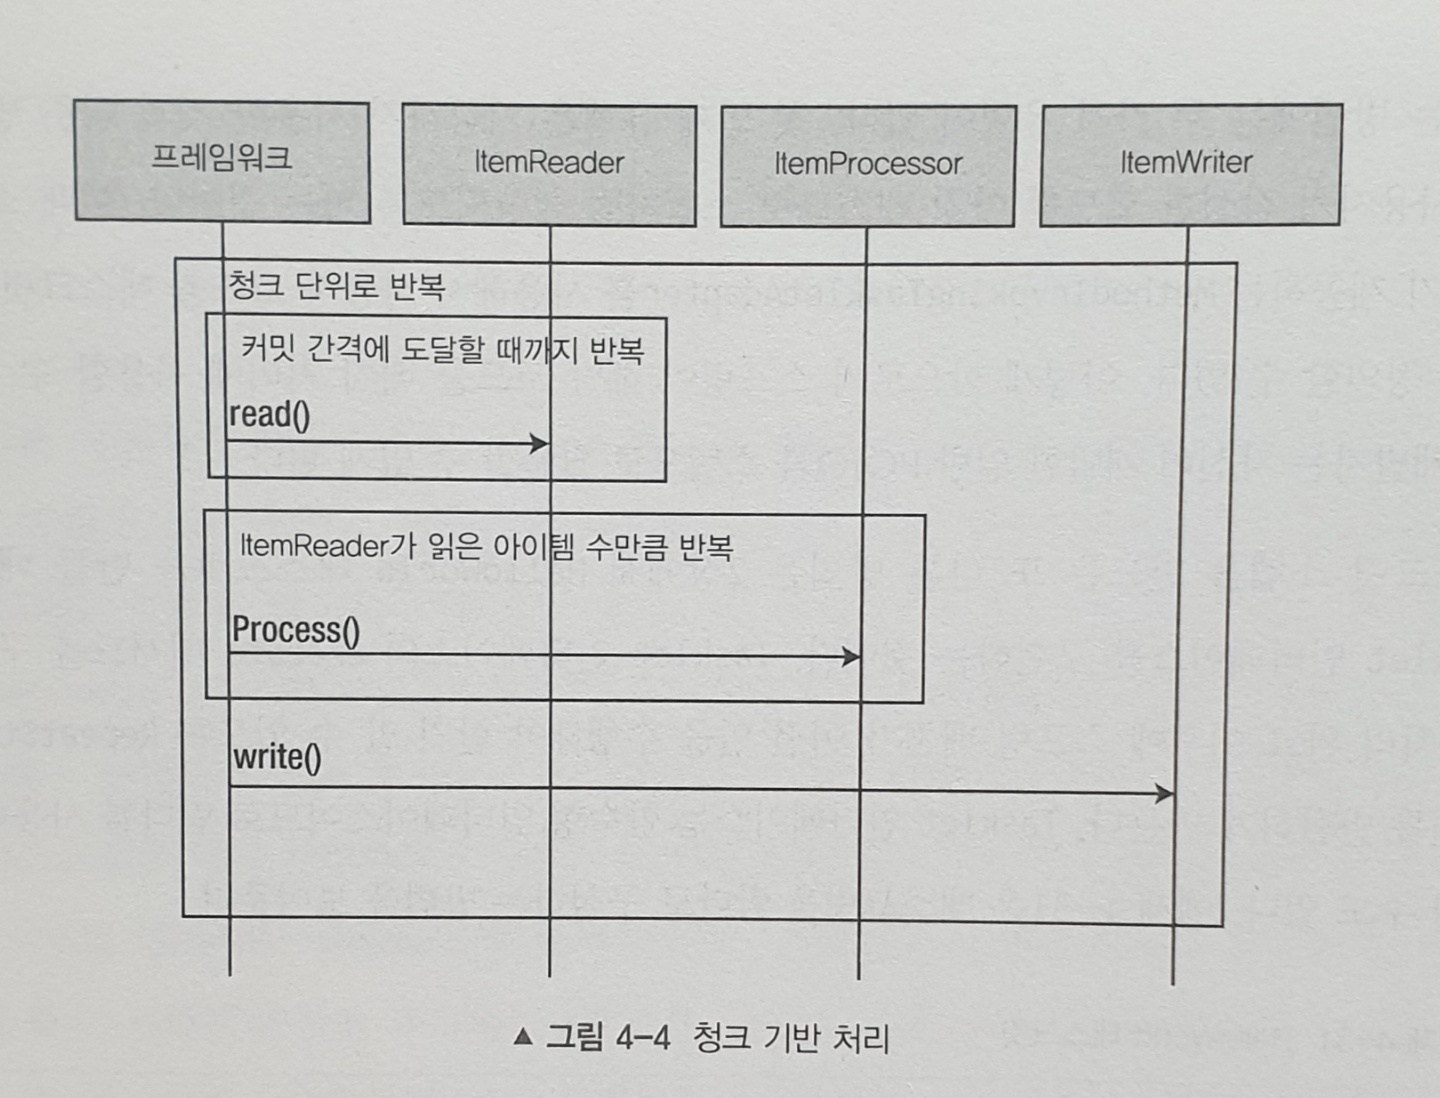 프레임워크
ItemReader
ItemProcessor
ItemWriter
청크 단위로 반복
커밋 간격에 도달할 때까지 반복
read()
ItemReader가 읽은 아이템 수만큼 반복
Process()
write()
▲ 그림 4-4 청크 기반 처리